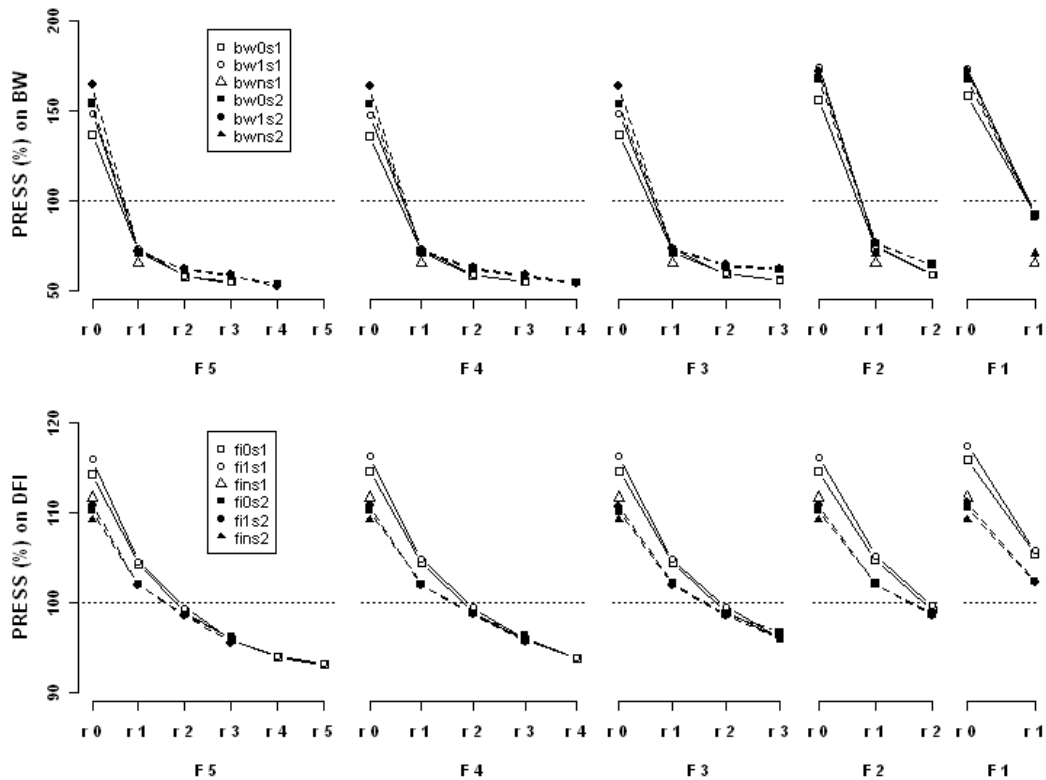 PRESS (%) on BW
200
150
100
50
bw0s1
bw1s1
bwns1
bw0s2
bw1s2
bwns2
r 0 r 1 r 2 r 3 r 4 r 5
F 5
r 0 r 1 r 2 r 3 r 4
F 4
r 0 r 1 r 2 r 3
F 3
r 0 r 1 r 2
F 2
r 0 r 1
F 1
PRESS (%) on DFI
120
110
100
90
fi0s1
fi1s1
fins1
fi0s2
fi1s2
fins2
r 0 r 1 r 2 r 3 r 4 r 5
F 5
r 0 r 1 r 2 r 3 r 4
F 4
r 0 r 1 r 2 r 3
F 3
r 0 r 1 r 2
F 2
r 0 r 1
F 1